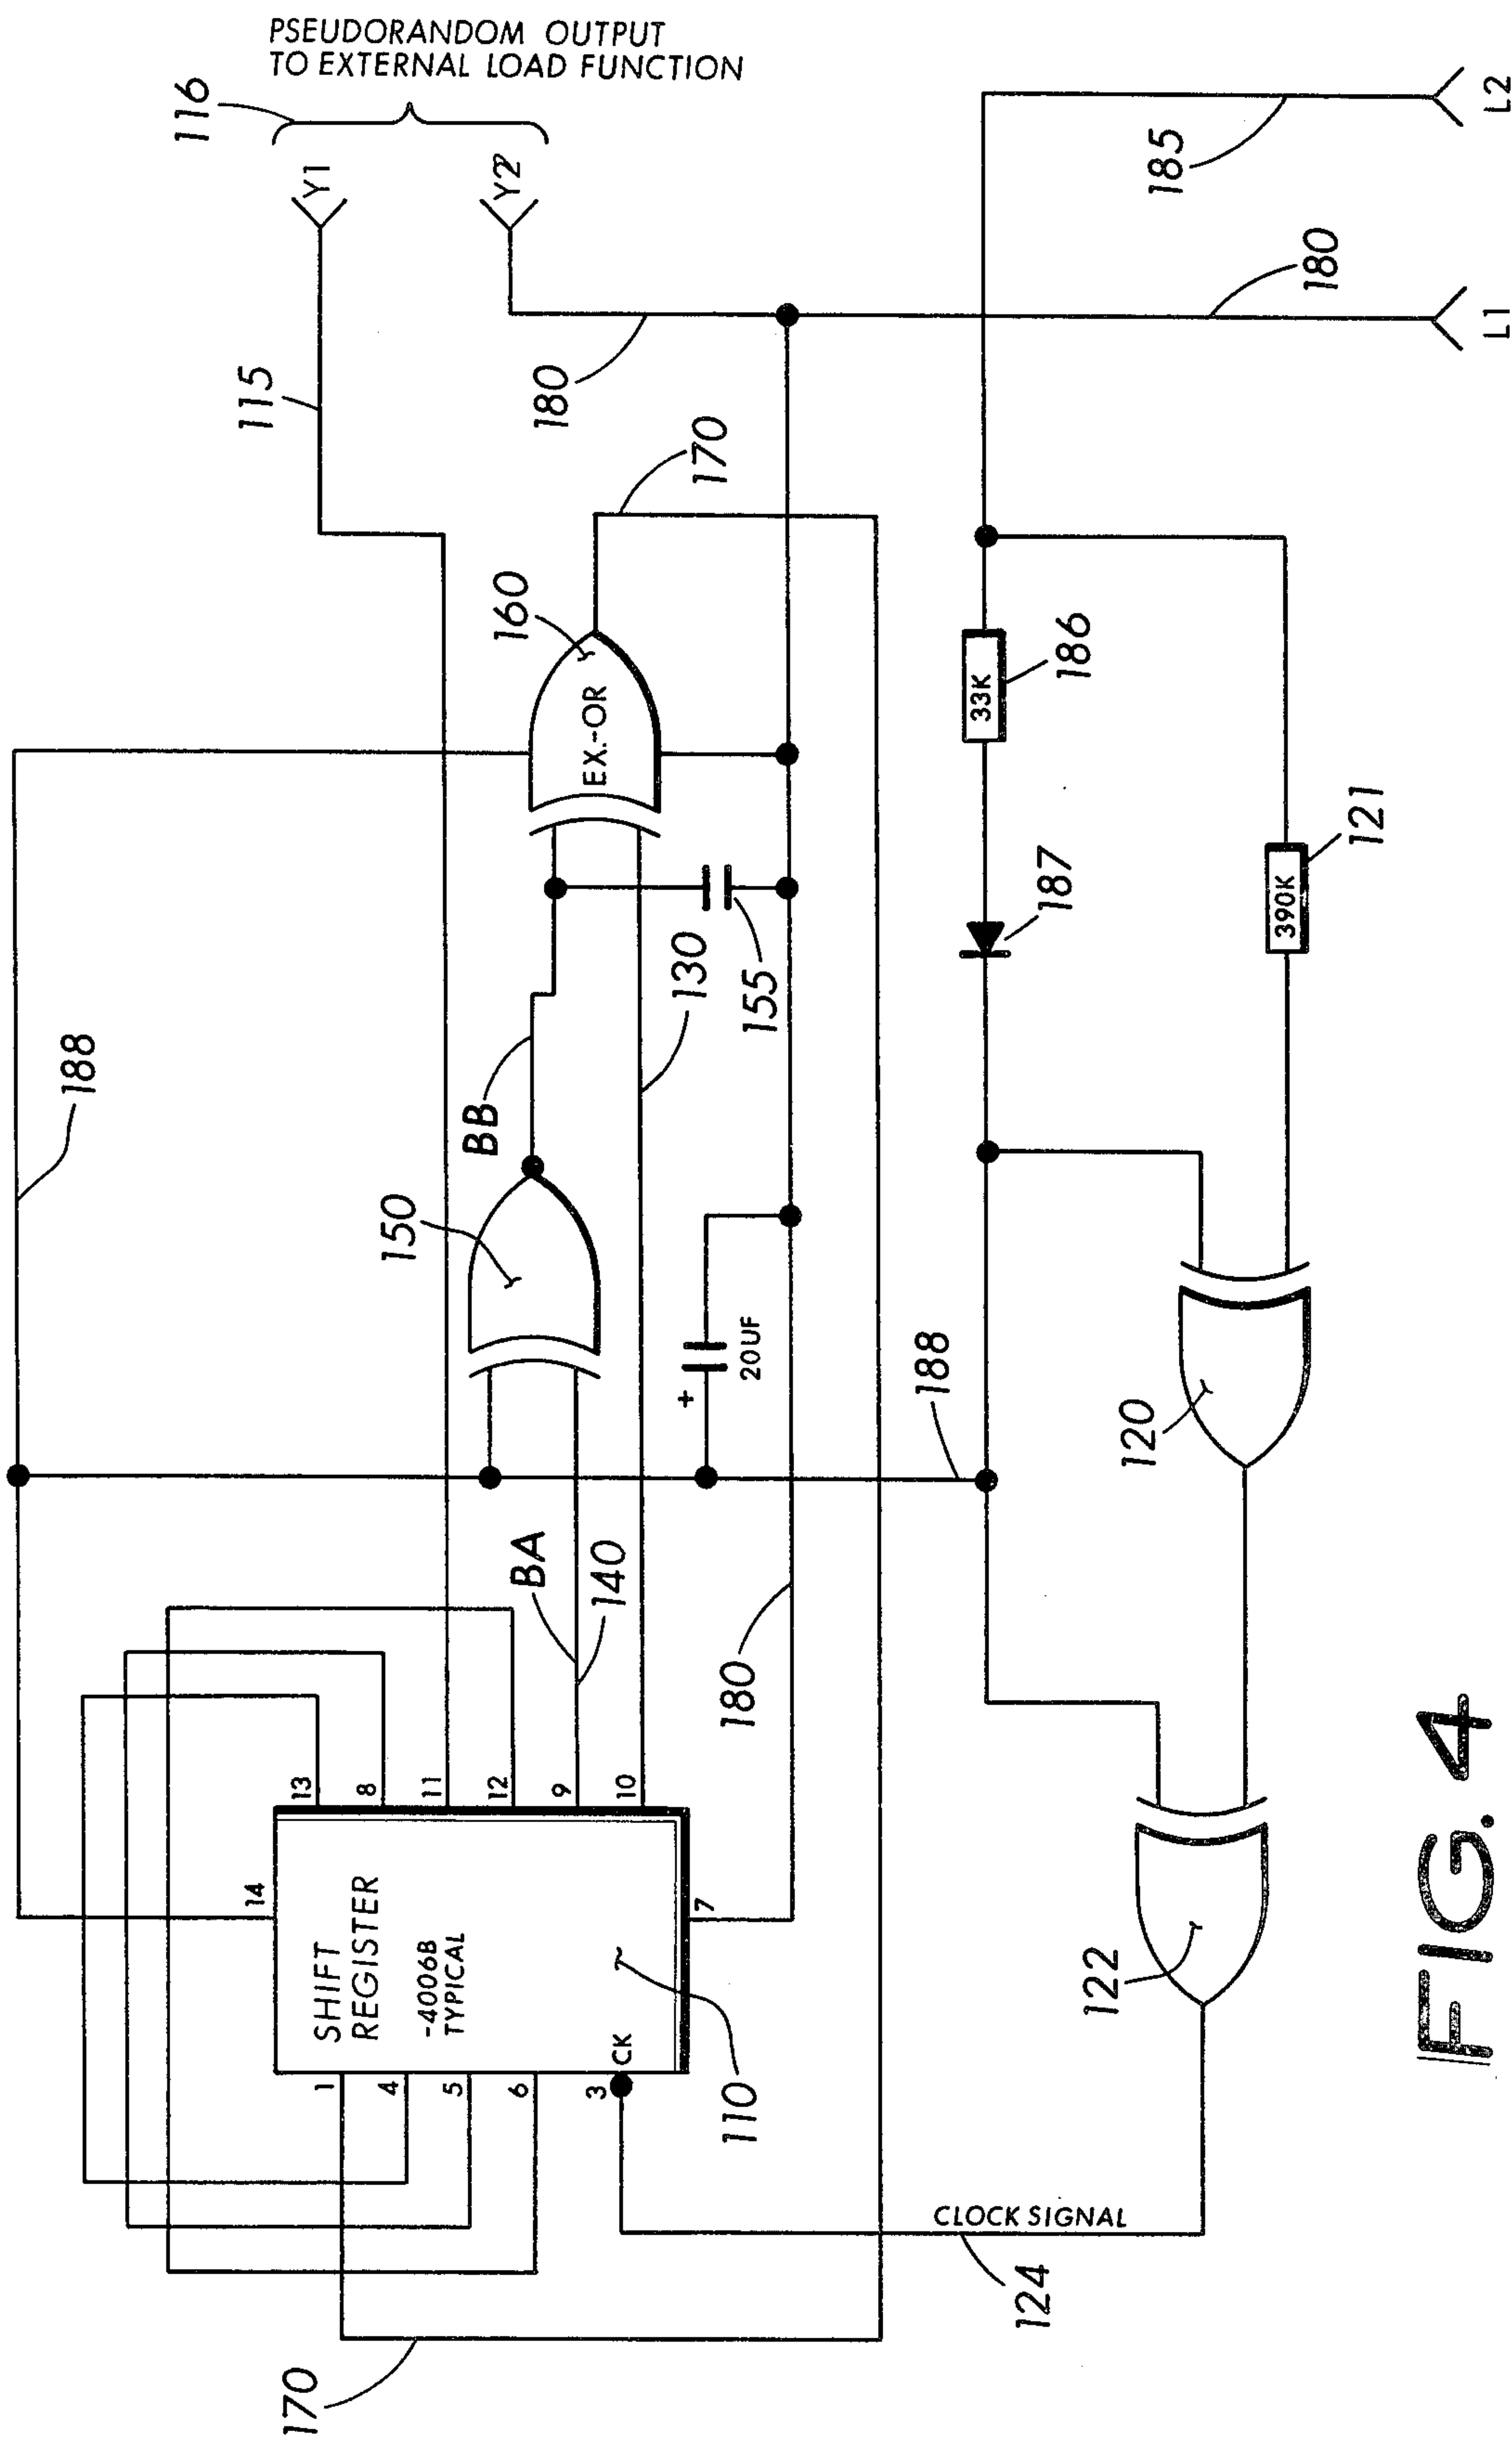 PSEUDORANDOM OUTPUT
TO EXTERNAL LOAD FUNCTION
116
Y1
Y2
115
180
170
185
180
L1
L2
188
160
EX.-OR
33K
186
187
121
390K
130
155
BB
150
20UF
+
188
120
BA
140
180
13
8
11
12
9
10
14
7
SHIFT
REGISTER
-4006B
TYPICAL
CK
1
4
5
6
3
110
122
CLOCK SIGNAL
124
170
FIG. 4